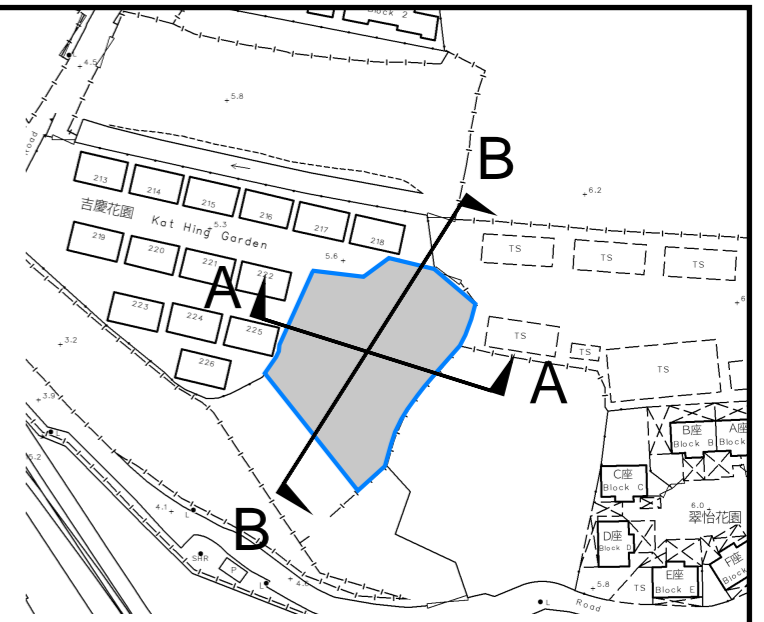 Block 2
4.5
L
5.8
Road
B
6.2
213
214
215
216
217
218
吉慶花園
Kat Hing Garden
5.3
5.6
219
220
221
222
TS
TS
TS
A
223
224
225
226
3.2
TS
TS
TS
A
3.9
L
5.2
B座
Block B
A座
Block
C座
Block C
6.0
翠怡花園
4.1
L
B
D座
Block D
F座
Block
SHR
P
L
4.6
E座
Block E
5.8
TS
L
Road